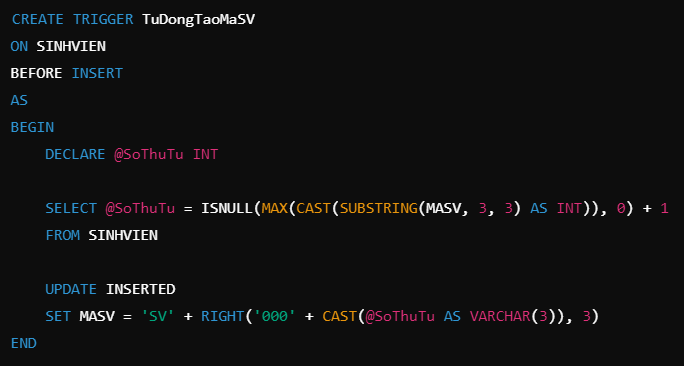 CREATE TRIGGER TuDongTaoMaSV
ON SINHVIEN
BEFORE INSERT
AS
BEGIN
    DECLARE @SoThuTu INT

    SELECT @SoThuTu = ISNULL(MAX(CAST(SUBSTRING(MASV, 3, 3) AS INT)), 0) + 1
    FROM SINHVIEN

    UPDATE INSERTED
    SET MASV = 'SV' + RIGHT('000' + CAST(@SoThuTu AS VARCHAR(3)), 3)
END